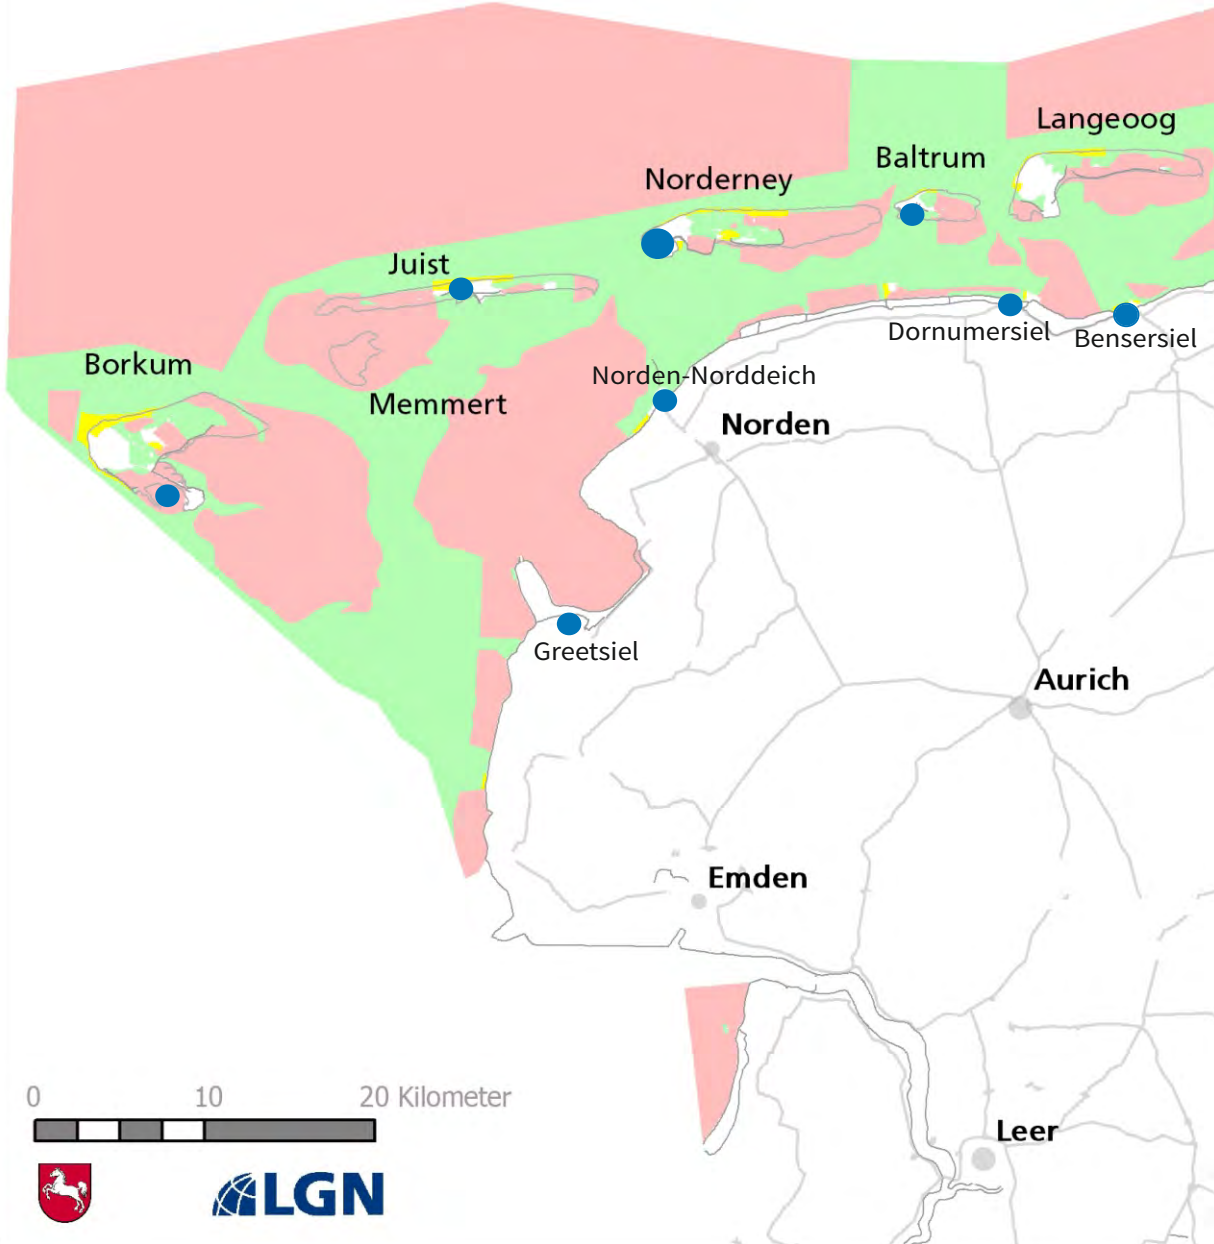 Langeoog
Baltrum
Norderney
Juist
Dornumersiel
Bensersiel
Borkum
Norden-Norddeich
Memmert
Norden
Greetsiel
Aurich
Emden
0 10 20 Kilometer
Leer
LGN